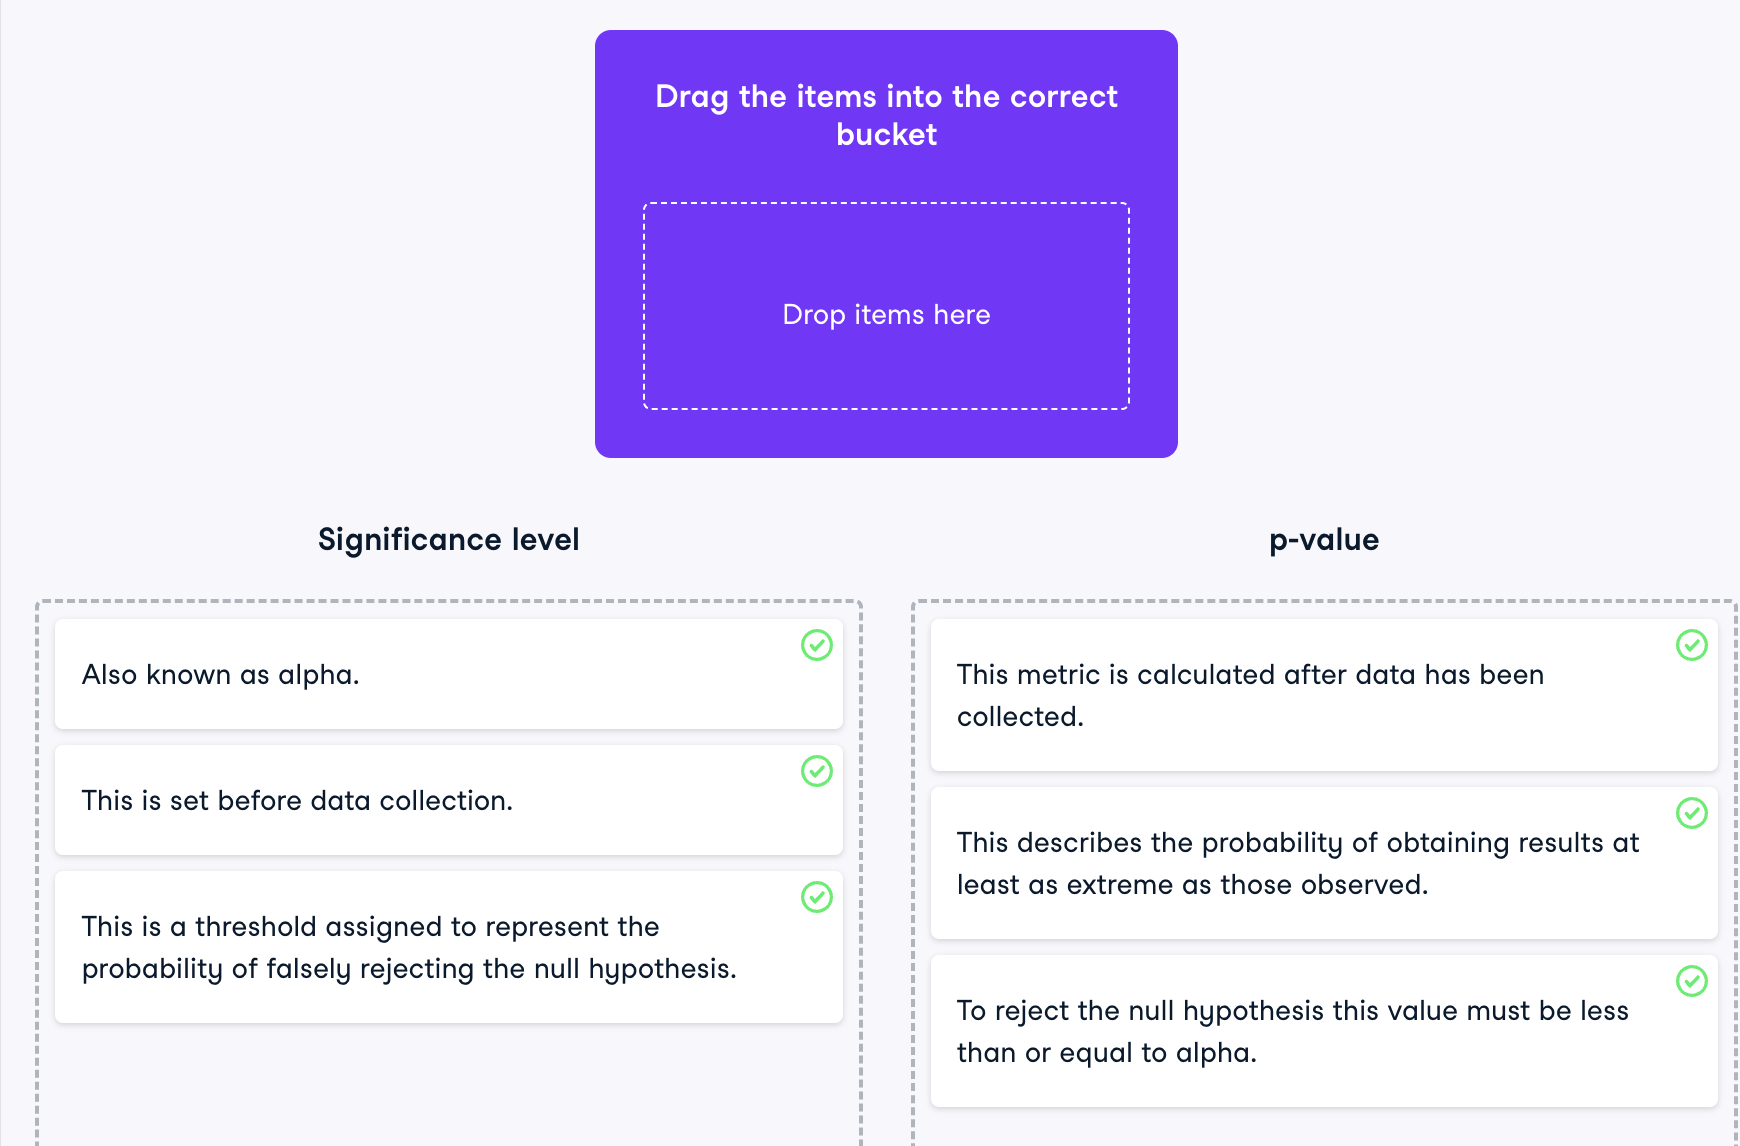 Drag the items into the correct
bucket
Drop items here
Significance level
Also known as alpha.
This is set before data collection.
This is a threshold assigned to represent the
probability of falsely rejecting the null hypothesis.
p-value
This metric is calculated after data has been
collected.
This describes the probability of obtaining results at
least as extreme as those observed.
To reject the null hypothesis this value must be less
than or equal to alpha.